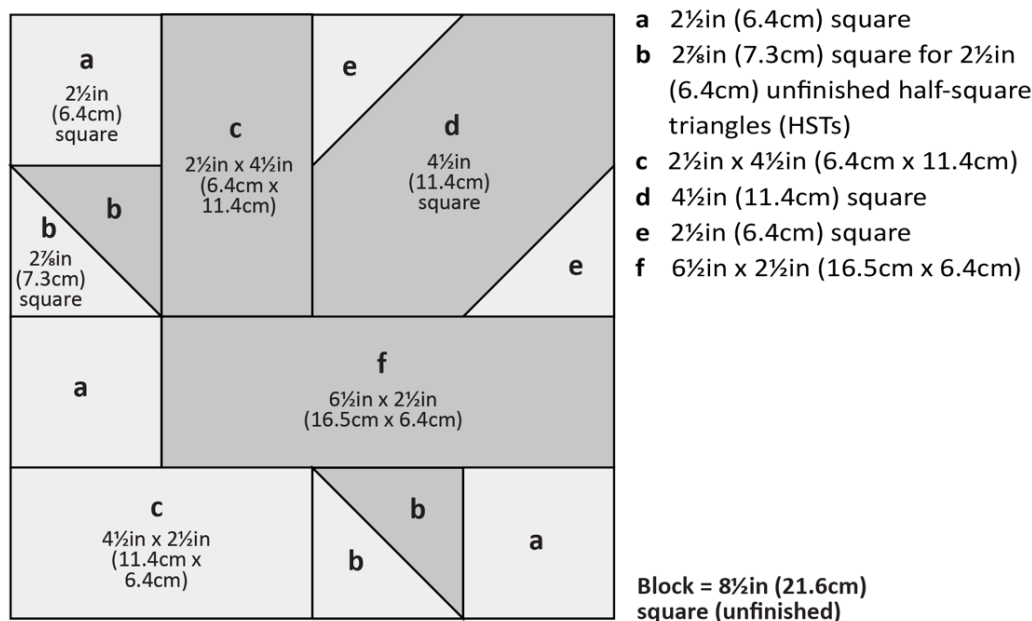 a
2½in
(6.4cm)
square
c
2½in x 4½in
(6.4cm x
11.4cm)
e
d
4½in
(11.4cm)
square
b
b
2⅞in
(7.3cm)
square
e
a
f
6½in x 2½in
(16.5cm x 6.4cm)
c
4½in x 2½in
(11.4cm x
6.4cm)
b
b
a
a 2½in (6.4cm) square
b 2⅞in (7.3cm) square for 2½in
(6.4cm) unfinished half-square
triangles (HSTs)
c 2½in x 4½in (6.4cm x 11.4cm)
d 4½in (11.4cm) square
e 2½in (6.4cm) square
f 6½in x 2½in (16.5cm x 6.4cm)
Block = 8½in (21.6cm)
square (unfinished)